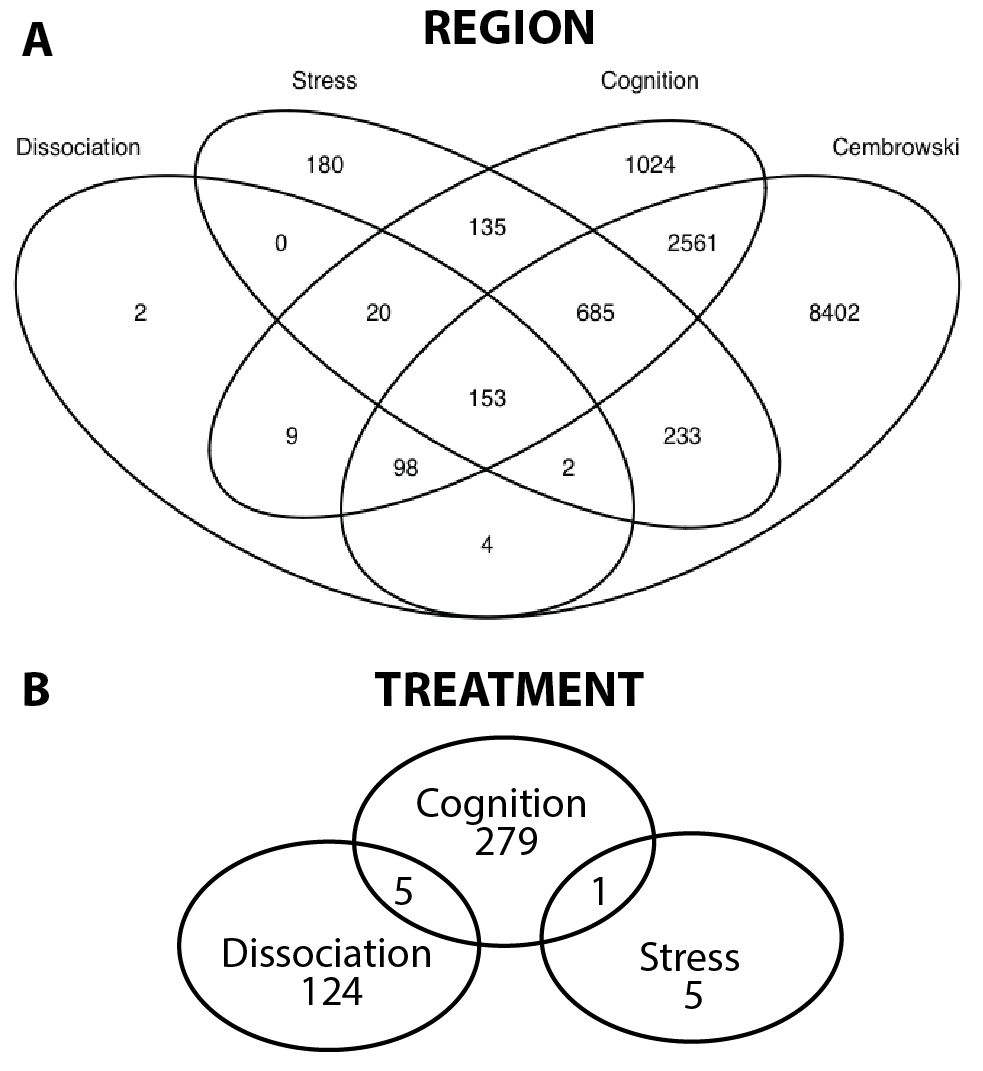 A
REGION
Stress
Cognition
Dissociation
Cembrowski
180
1024
135
0
2561
2
20
685
8402
153
9
233
98
2
4
B
TREATMENT
Cognition
279
5
1
Dissociation
124
Stress
5